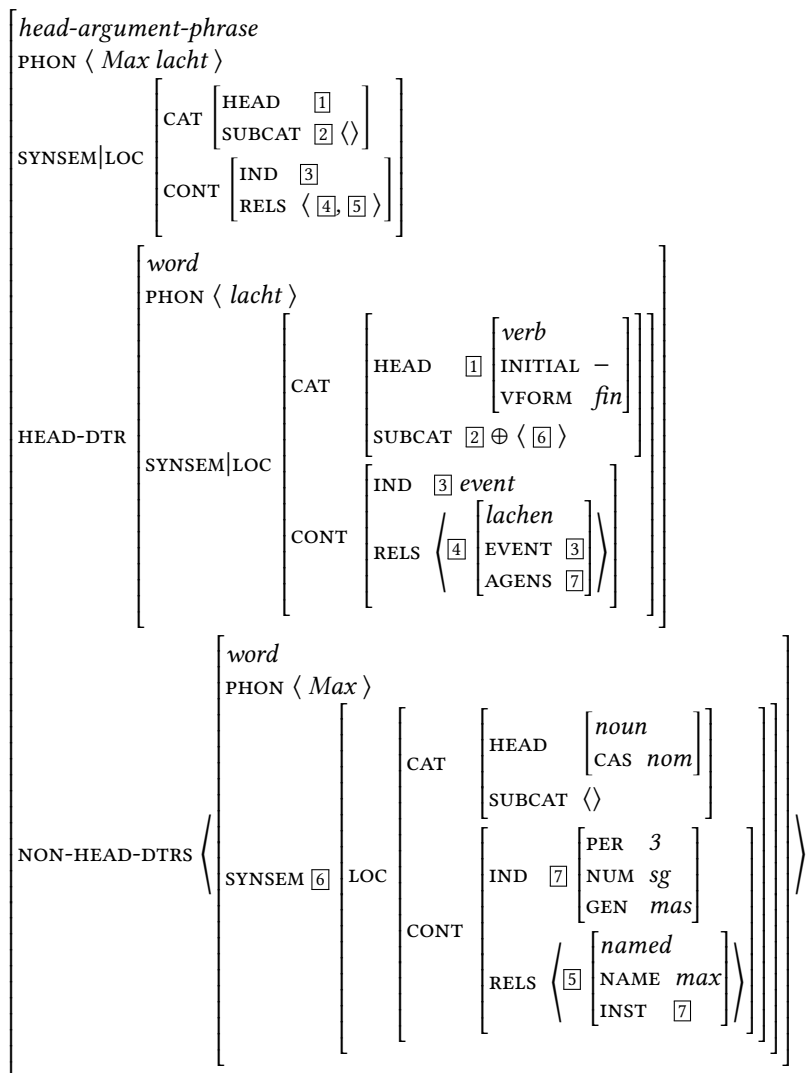 head-argument-phrase
PHON ⟨ Max lacht ⟩
SYNSEM|LOC
CAT
HEAD 1
SUBCAT 2 ⟨⟩
CONT
IND 3
RELS ⟨ 4, 5 ⟩
HEAD-DTR
word
PHON ⟨ lacht ⟩
SYNSEM|LOC
CAT
HEAD 1
verb
INITIAL −
VFORM fin
SUBCAT 2 ⊕ ⟨ 6 ⟩
CONT
IND 3 event
RELS ⟨ 4
lachen
EVENT 3
AGENS 7 ⟩
NON-HEAD-DTRS ⟨
word
PHON ⟨ Max ⟩
SYNSEM 6
LOC
CAT
HEAD
noun
CAS nom
SUBCAT ⟨⟩
CONT
IND 7
PER 3
NUM sg
GEN mas
RELS ⟨ 5
named
NAME max
INST 7 ⟩ ⟩